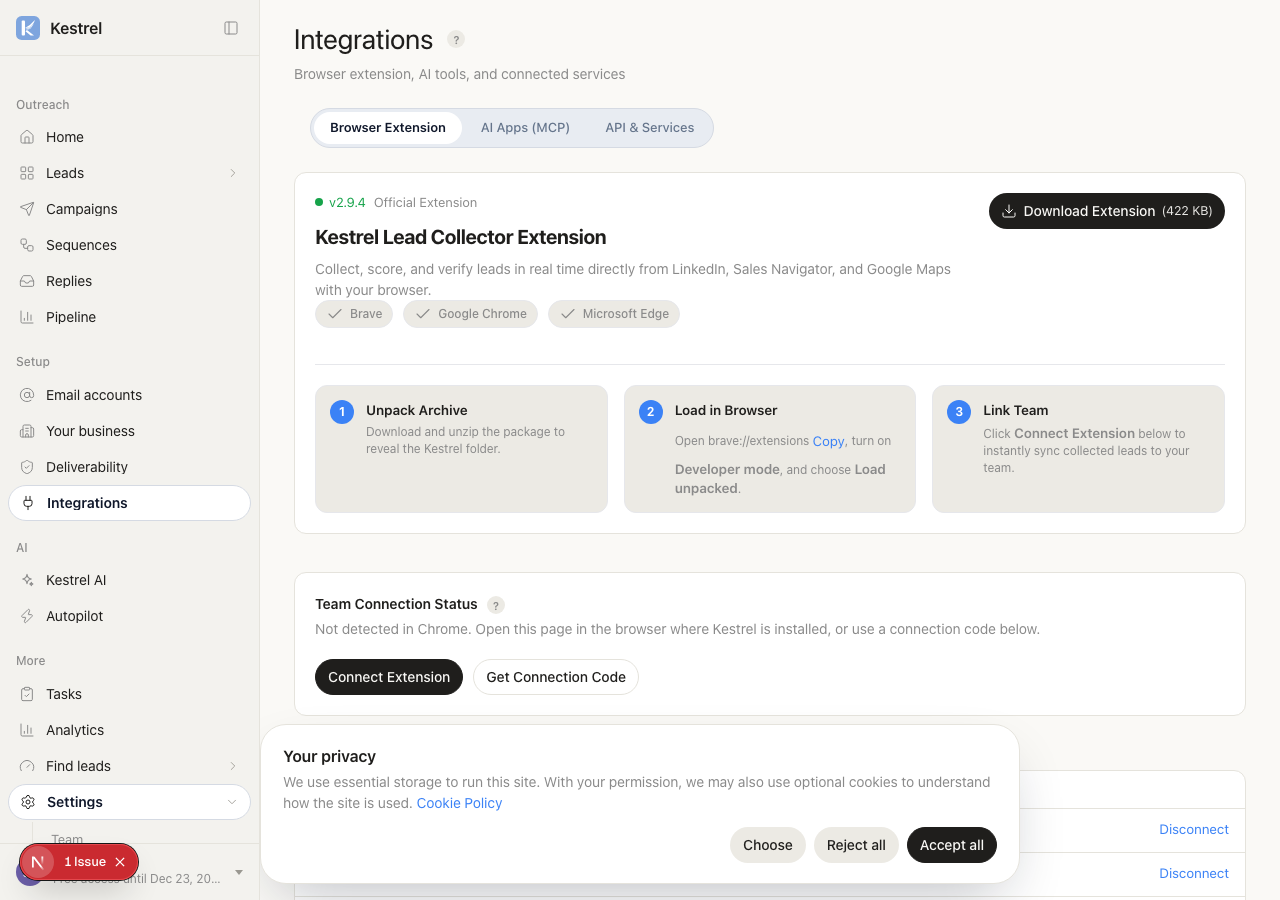 Kestrel
Outreach
Home
Leads
Campaigns
Sequences
Replies
Pipeline
Setup
Email accounts
Your business
Deliverability
Integrations
AI
Kestrel AI
Autopilot
More
Tasks
Analytics
Find leads
Settings
Team
N 1 Issue
until Dec 23, 20...
Integrations ?
Browser extension, AI tools, and connected services
Browser Extension AI Apps (MCP) API & Services
v2.9.4 Official Extension
Download Extension (422 KB)
Kestrel Lead Collector Extension
Collect, score, and verify leads in real time directly from LinkedIn, Sales Navigator, and Google Maps
with your browser.
Brave Google Chrome Microsoft Edge
1 Unpack Archive
Download and unzip the package to
reveal the Kestrel folder.
2 Load in Browser
Open brave://extensions Copy, turn on
Developer mode, and choose Load
unpacked.
3 Link Team
Click Connect Extension below to
instantly sync collected leads to your
team.
Team Connection Status ?
Not detected in Chrome. Open this page in the browser where Kestrel is installed, or use a connection code below.
Connect Extension Get Connection Code
Your privacy
We use essential storage to run this site. With your permission, we may also use optional cookies to understand
how the site is used. Cookie Policy
Choose Reject all Accept all
Disconnect
Disconnect